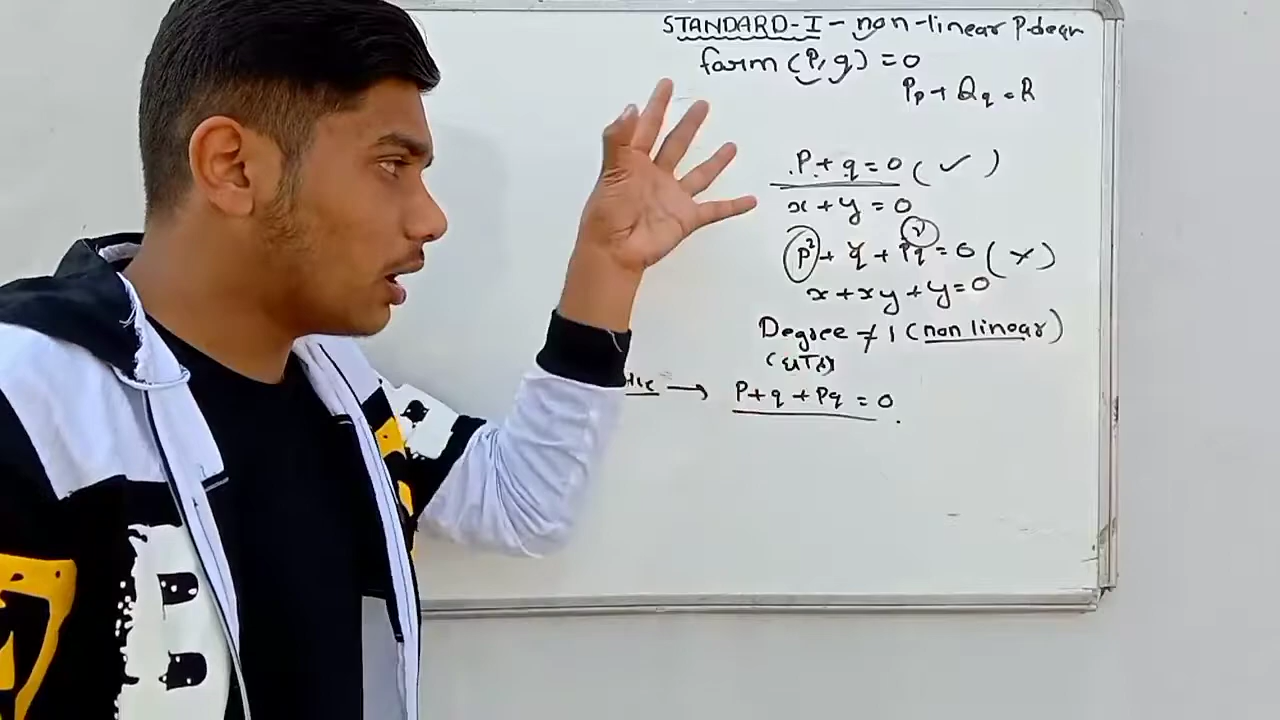 STANDARD-I - non-linear P.deqn
form (P, q) = 0
Pp + Qq = R
P + q = 0 ( ✓ )
x + y = 0
p² + q + Pq = 0 ( × )
x + xy + y = 0
Degree ≠ 1 (non linear)
(घात)
→ P + q + Pq = 0